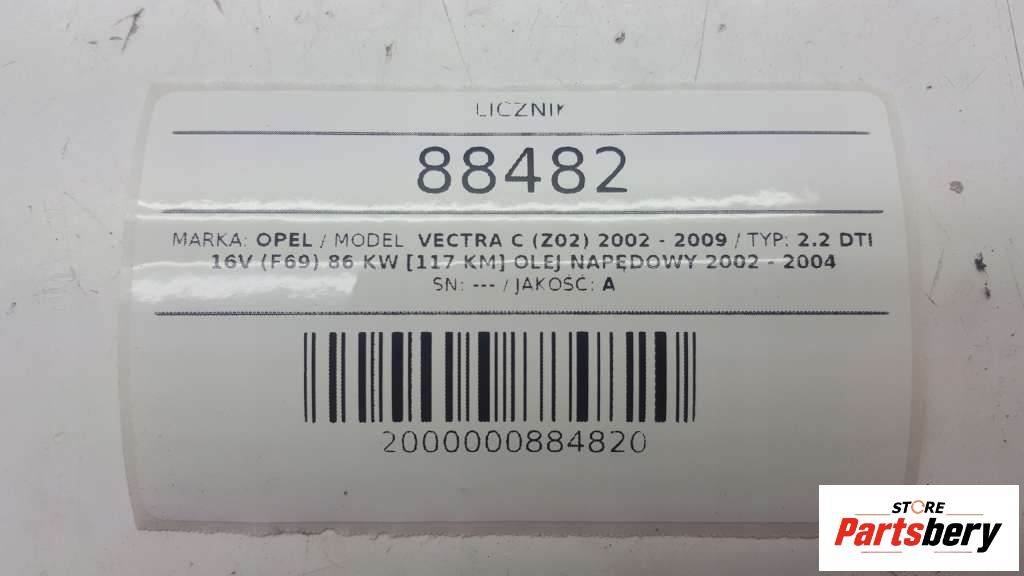 LICZNIK
88482
MARKA: OPEL / MODEL VECTRA C (Z02) 2002 - 2009 / TYP: 2.2 DTI
16V (F69) 86 KW [117 KM] OLEJ NAPĘDOWY 2002 - 2004
SN: --- / JAKOŚĆ: A
2000000884820
STORE
Partsbery